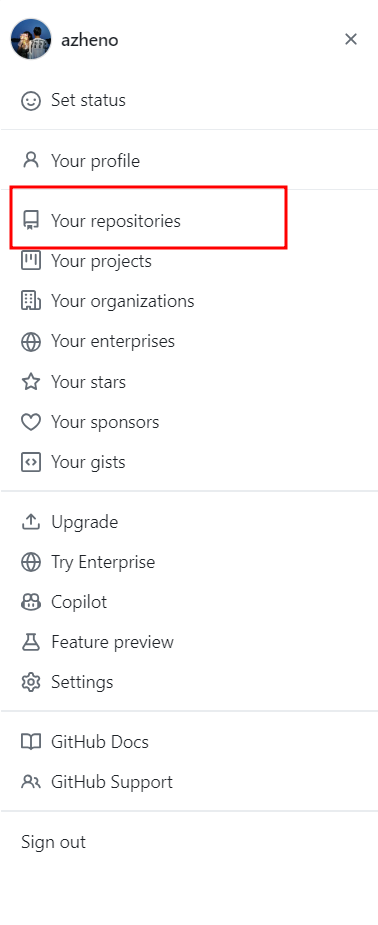 azheno
Set status
Your profile
Your repositories
Your projects
Your organizations
Your enterprises
Your stars
Your sponsors
Your gists
Upgrade
Try Enterprise
Copilot
Feature preview
Settings
GitHub Docs
GitHub Support
Sign out